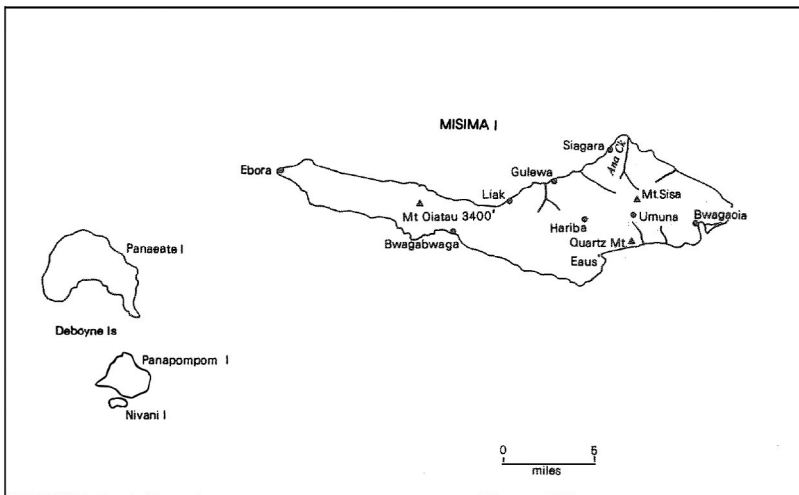 MISIMA I
Siagara
Ana Ck
Ebora
Gulewa
Liak
Mt. Sisa
Mt Oiatau 3400'
Umuna
Bwagaoia
Hariba
Bwagabwaga
Quartz Mt.
Eaus
Panaeate I
Deboyne Is
Panapompom I
Nivani I
0 5
miles